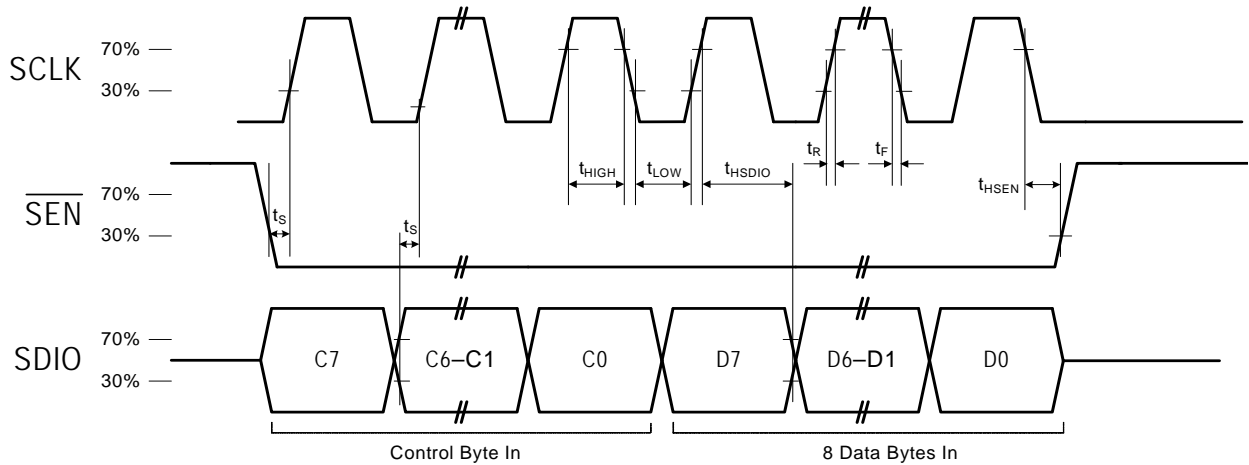 SCLK
70%
30%
tR
tF
tHIGH
tLOW
tHSDIO
tHSEN
SEN
70%
30%
tS
tS
SDIO
70%
30%
C7
C6–C1
C0
D7
D6–D1
D0
Control Byte In
8 Data Bytes In